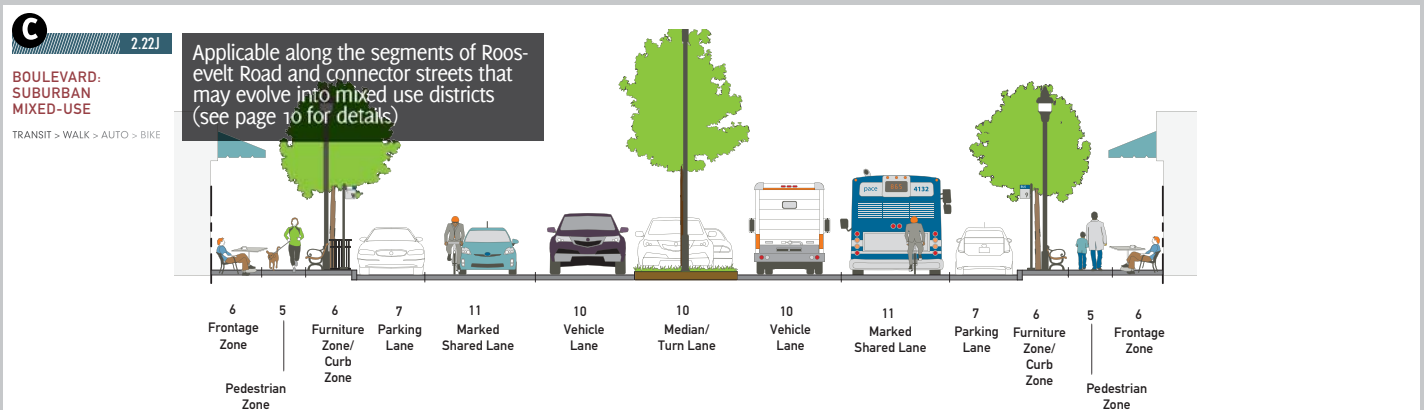 C
2.22J
BOULEVARD:
SUBURBAN
MIXED-USE
TRANSIT > WALK > AUTO > BIKE
Applicable along the segments of Roos-
evelt Road and connector streets that
may evolve into mixed use districts
(see page 10 for details)
pace
4132
6
Frontage
Zone
5
Pedestrian
Zone
6
Furniture
Zone/
Curb
Zone
7
Parking
Lane
11
Marked
Shared Lane
10
Vehicle
Lane
10
Median/
Turn Lane
10
Vehicle
Lane
11
Marked
Shared Lane
7
Parking
Lane
6
Furniture
Zone/
Curb
Zone
5
Pedestrian
Zone
6
Frontage
Zone